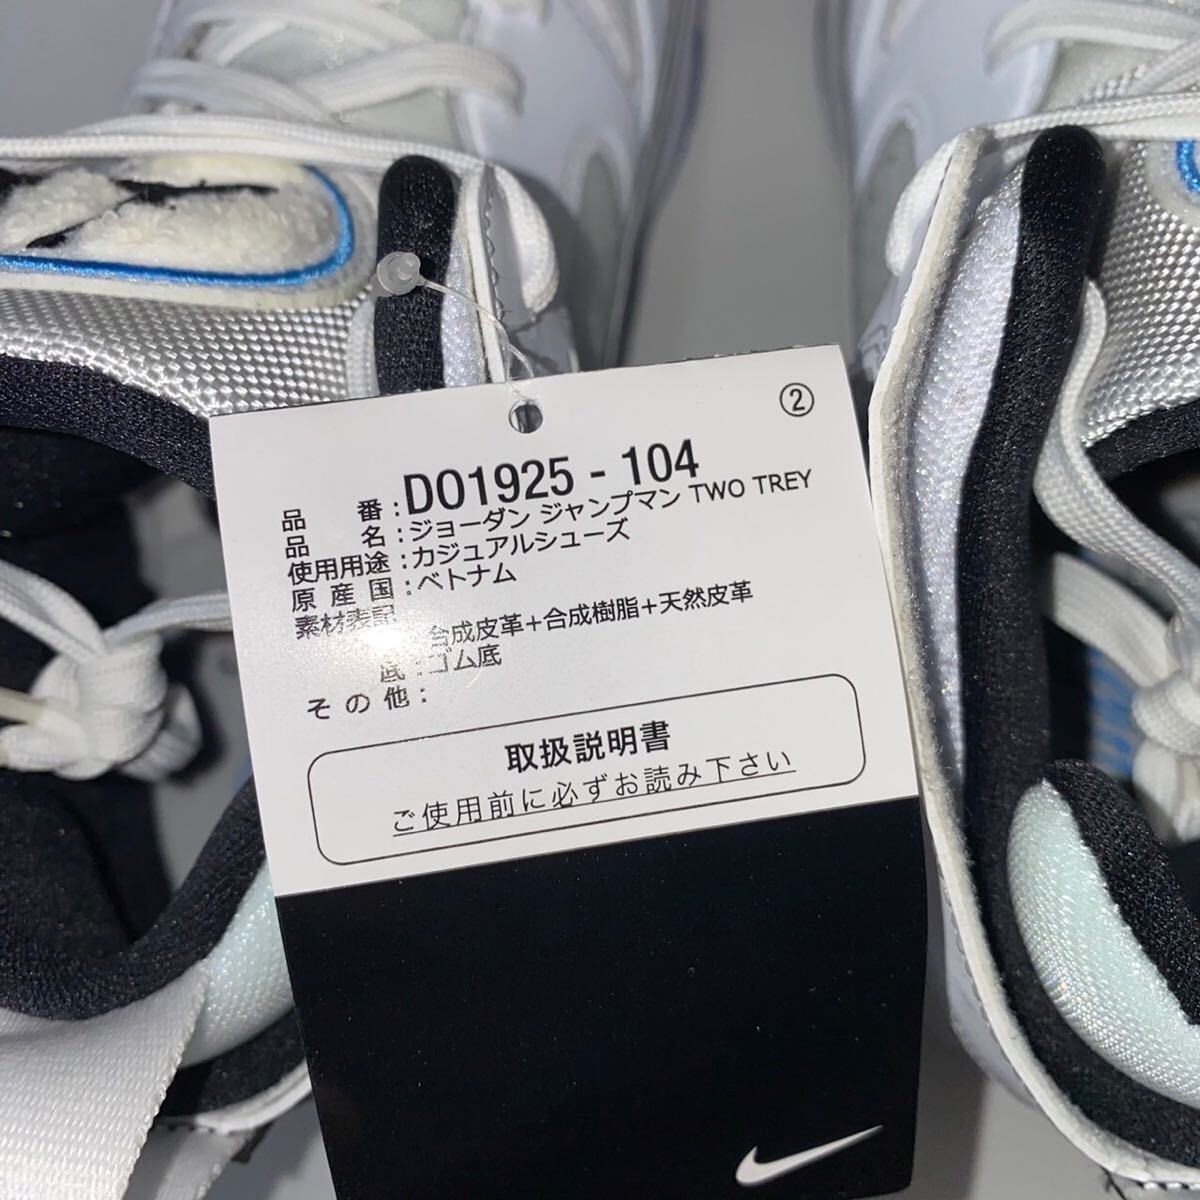 ②
品番：DO1925 - 104
品名：ジョーダン ジャンプマン TWO TREY
使用用途：カジュアルシューズ
原産国：ベトナム
素材表記
合成皮革+合成樹脂+天然皮革
底：ゴム底
その他：
取扱説明書
ご使用前に必ずお読み下さい